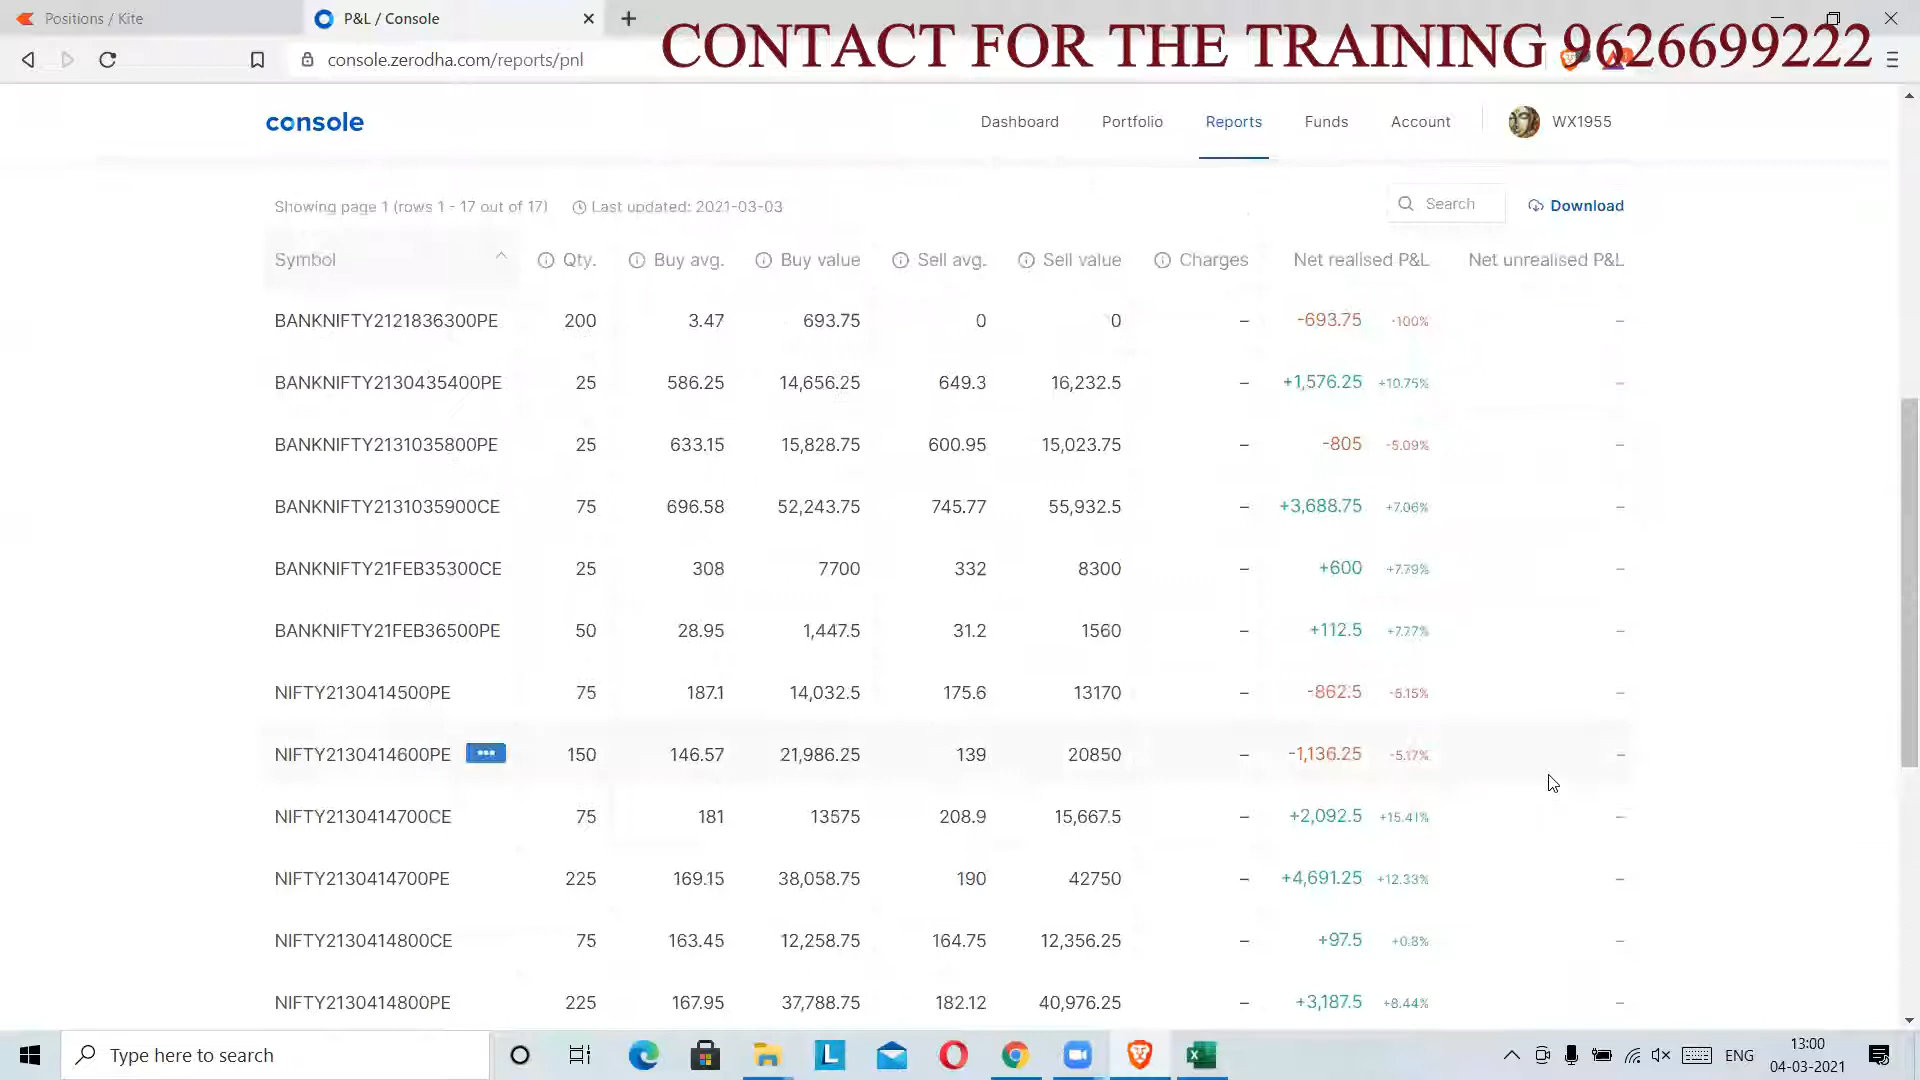 Positions / Kite
P&L / Console
CONTACT FOR THE TRAINING 9626699222
console.zerodha.com/reports/pnl
console
Dashboard Portfolio Reports Funds Account WX1955
Showing page 1 (rows 1 - 17 out of 17) Last updated: 2021-03-03 Search Download
Symbol Qty. Buy avg. Buy value Sell avg. Sell value Charges Net realised P&L Net unrealised P&L
BANKNIFTY2121836300PE 200 3.47 693.75 0 0 – -693.75 -100% –
BANKNIFTY2130435400PE 25 586.25 14,656.25 649.3 16,232.5 – +1,576.25 +10.75% –
BANKNIFTY2131035800PE 25 633.15 15,828.75 600.95 15,023.75 – -805 -5.09% –
BANKNIFTY2131035900CE 75 696.58 52,243.75 745.77 55,932.5 – +3,688.75 +7.06% –
BANKNIFTY21FEB35300CE 25 308 7700 332 8300 – +600 +7.79% –
BANKNIFTY21FEB36500PE 50 28.95 1,447.5 31.2 1560 – +112.5 +7.77% –
NIFTY2130414500PE 75 187.1 14,032.5 175.6 13170 – -862.5 -6.15% –
NIFTY2130414600PE 150 146.57 21,986.25 139 20850 – -1,136.25 -5.17% –
NIFTY2130414700CE 75 181 13575 208.9 15,667.5 – +2,092.5 +15.41% –
NIFTY2130414700PE 225 169.15 38,058.75 190 42750 – +4,691.25 +12.33% –
NIFTY2130414800CE 75 163.45 12,258.75 164.75 12,356.25 – +97.5 +0.8% –
NIFTY2130414800PE 225 167.95 37,788.75 182.12 40,976.25 – +3,187.5 +8.44% –
Type here to search
L
ENG
13:00
04-03-2021